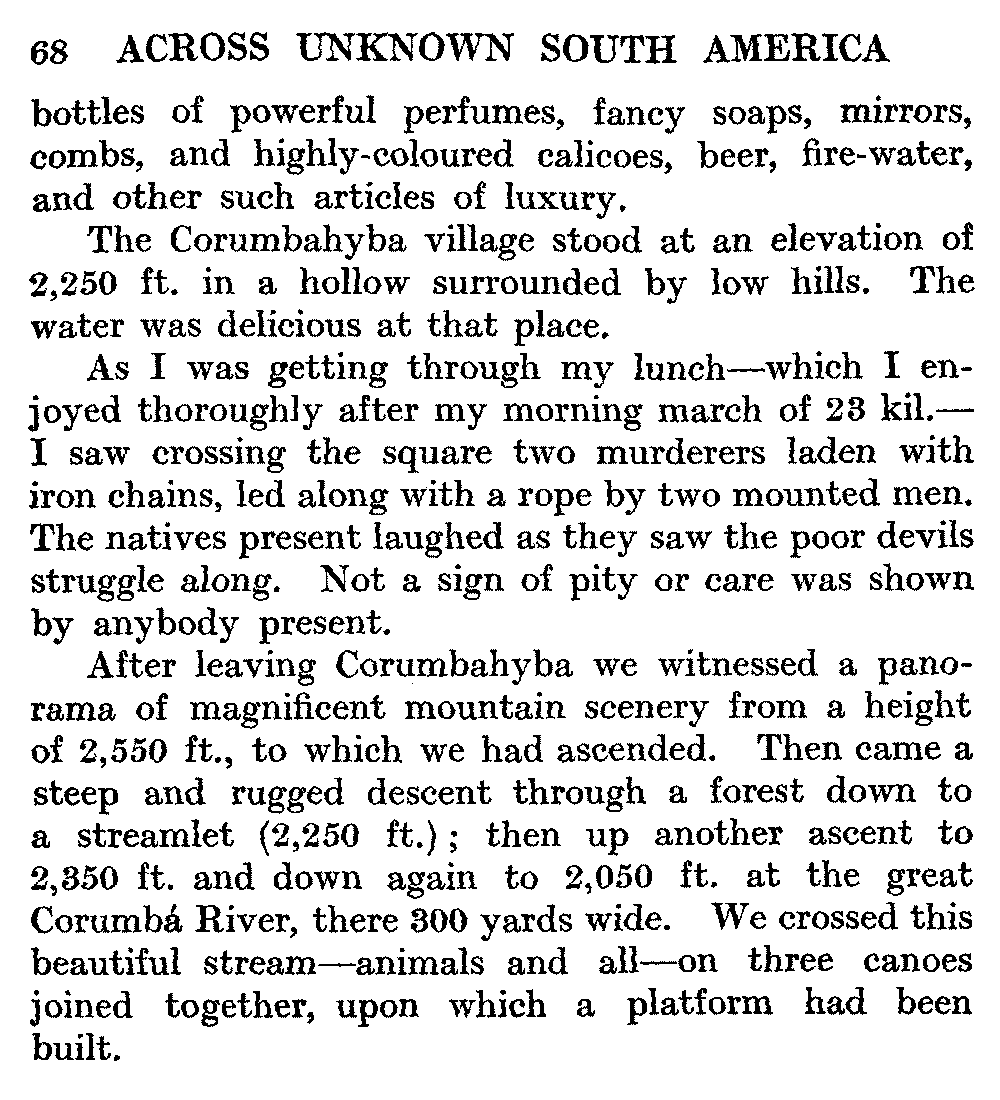 68 ACROSS UNKNOWN SOUTH AMERICA
bottles of powerful perfumes, fancy soaps, mirrors,
combs, and highly-coloured calicoes, beer, fire-water,
and other such articles of luxury.
The Corumbahyba village stood at an elevation of
2,250 ft. in a hollow surrounded by low hills. The
water was delicious at that place.
As I was getting through my lunch—which I en-
joyed thoroughly after my morning march of 23 kil.—
I saw crossing the square two murderers laden with
iron chains, led along with a rope by two mounted men.
The natives present laughed as they saw the poor devils
struggle along. Not a sign of pity or care was shown
by anybody present.
After leaving Corumbahyba we witnessed a pano-
rama of magnificent mountain scenery from a height
of 2,550 ft., to which we had ascended. Then came a
steep and rugged descent through a forest down to
a streamlet (2,250 ft.); then up another ascent to
2,350 ft. and down again to 2,050 ft. at the great
Corumbá River, there 300 yards wide. We crossed this
beautiful stream—animals and all—on three canoes
joined together, upon which a platform had been
built.